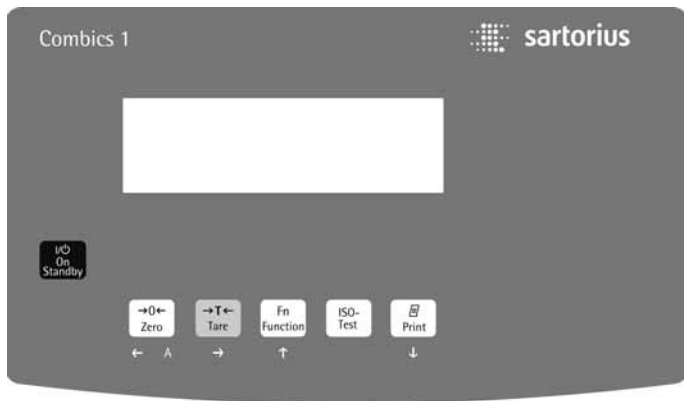 Combics 1
sartorius
I/⏻
On
Standby
→0←
Zero
→T←
Tare
Fn
Function
ISO-
Test
Print
← A → ↑ ↓